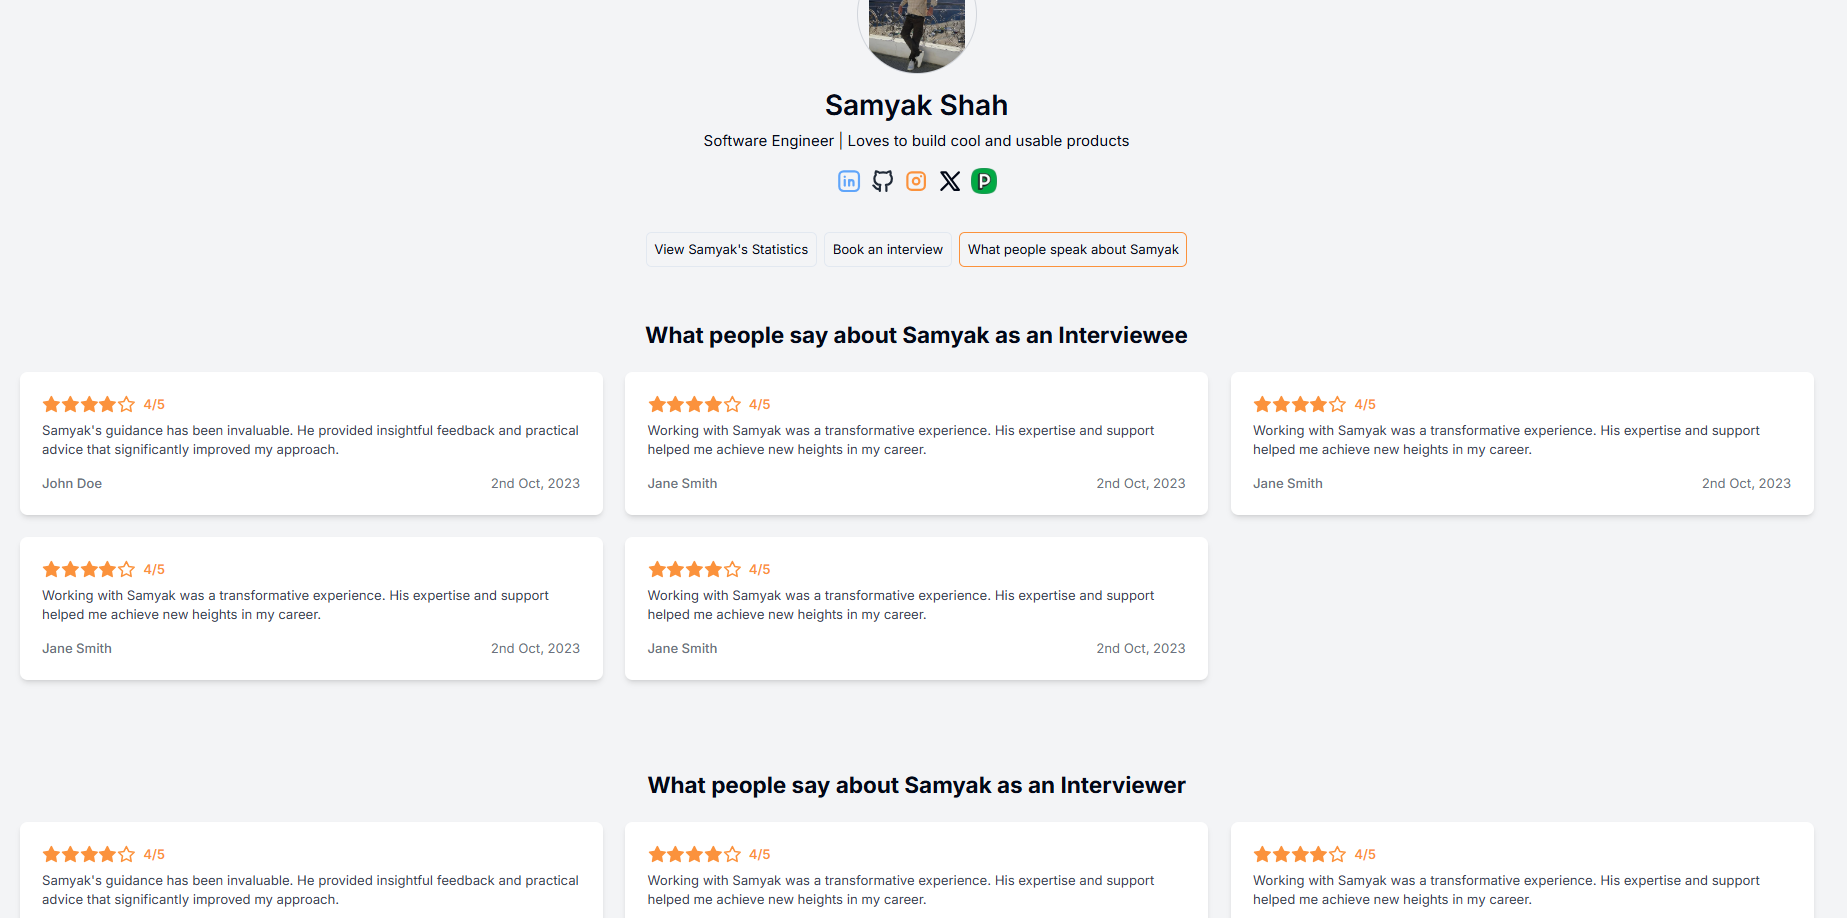 Samyak Shah
Software Engineer | Loves to build cool and usable products
P
View Samyak's Statistics
Book an interview
What people speak about Samyak
What people say about Samyak as an Interviewee
4/5
Samyak's guidance has been invaluable. He provided insightful feedback and practical
advice that significantly improved my approach.
John Doe
2nd Oct, 2023
4/5
Working with Samyak was a transformative experience. His expertise and support
helped me achieve new heights in my career.
Jane Smith
2nd Oct, 2023
4/5
Working with Samyak was a transformative experience. His expertise and support
helped me achieve new heights in my career.
Jane Smith
2nd Oct, 2023
4/5
Working with Samyak was a transformative experience. His expertise and support
helped me achieve new heights in my career.
Jane Smith
2nd Oct, 2023
4/5
Working with Samyak was a transformative experience. His expertise and support
helped me achieve new heights in my career.
Jane Smith
2nd Oct, 2023
What people say about Samyak as an Interviewer
4/5
Samyak's guidance has been invaluable. He provided insightful feedback and practical
advice that significantly improved my approach.
4/5
Working with Samyak was a transformative experience. His expertise and support
helped me achieve new heights in my career.
4/5
Working with Samyak was a transformative experience. His expertise and support
helped me achieve new heights in my career.